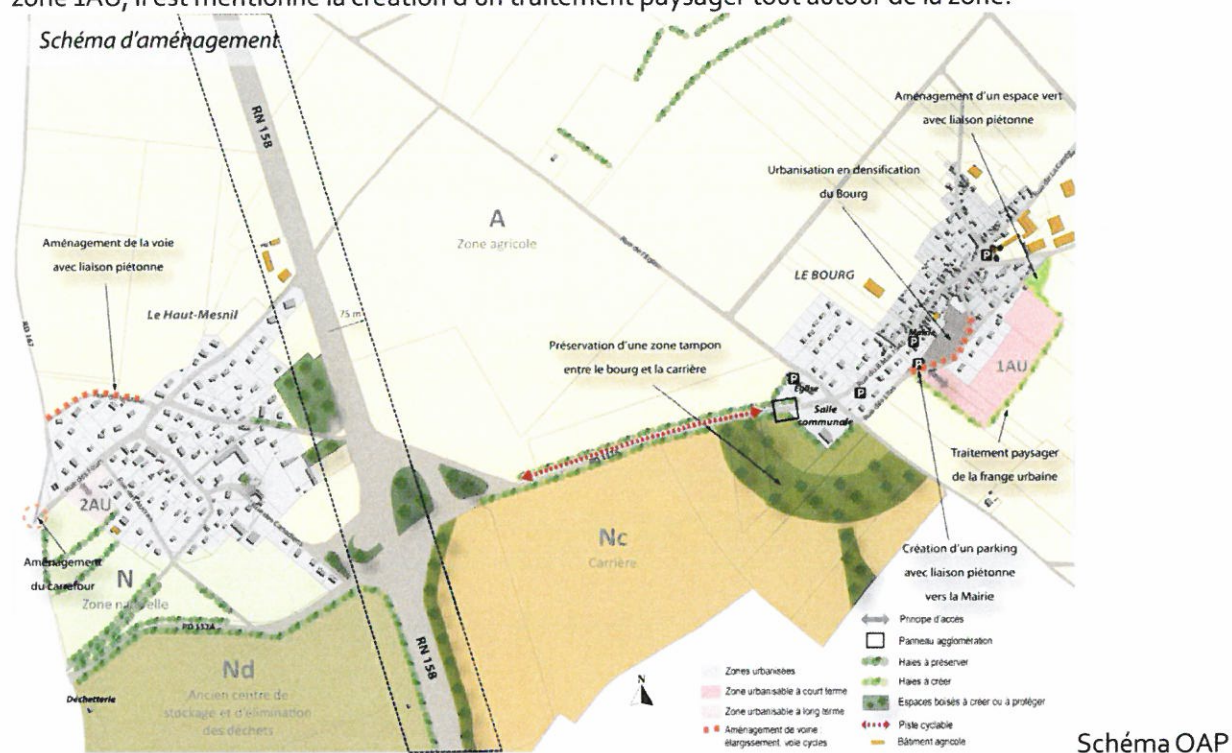 zone 1AU, il est mentionné la création d'un traitement paysager tout autour de la zone.
Schéma d'aménagement
RN 158
Aménagement d'un espace vert
avec liaison piétonne
Urbanisation en densification
du Bourg
A
Zone agricole
Rue de l'Eglise
Aménagement de la voie
avec liaison piétonne
LE BOURG
Le Haut-Mesnil
75 m
RD 167
Préservation d'une zone tampon
entre le bourg et la carrière
Mairie
1AU
P
P
P
P
P
Eglise
Salle
communale
Traitement paysager
de la frange urbaine
2AU
Nc
Carrière
Aménagement
du carrefour
N
Zone naturelle
Création d'un parking
avec liaison piétonne
vers la Mairie
Nd
Ancien centre de
stockage et d'élimination
des déchets
RN 158
Déchetterie
N
Zones urbanisées
Zone urbanisable à court terme
Zone urbanisable à long terme
Aménagement de voirie :
élargissement, voie cycles
Principe d'accès
Panneau agglomération
Haies à préserver
Haies à créer
Espaces boisés à créer ou à protéger
Piste cyclable
Bâtiment agricole
Schéma OAP